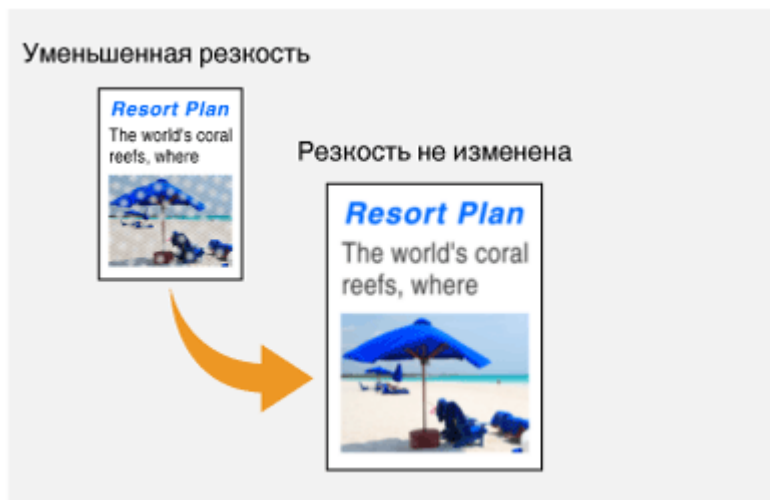 Уменьшенная резкость
Resort Plan
The world's coral
reefs, where
Резкость не изменена
Resort Plan
The world's coral
reefs, where